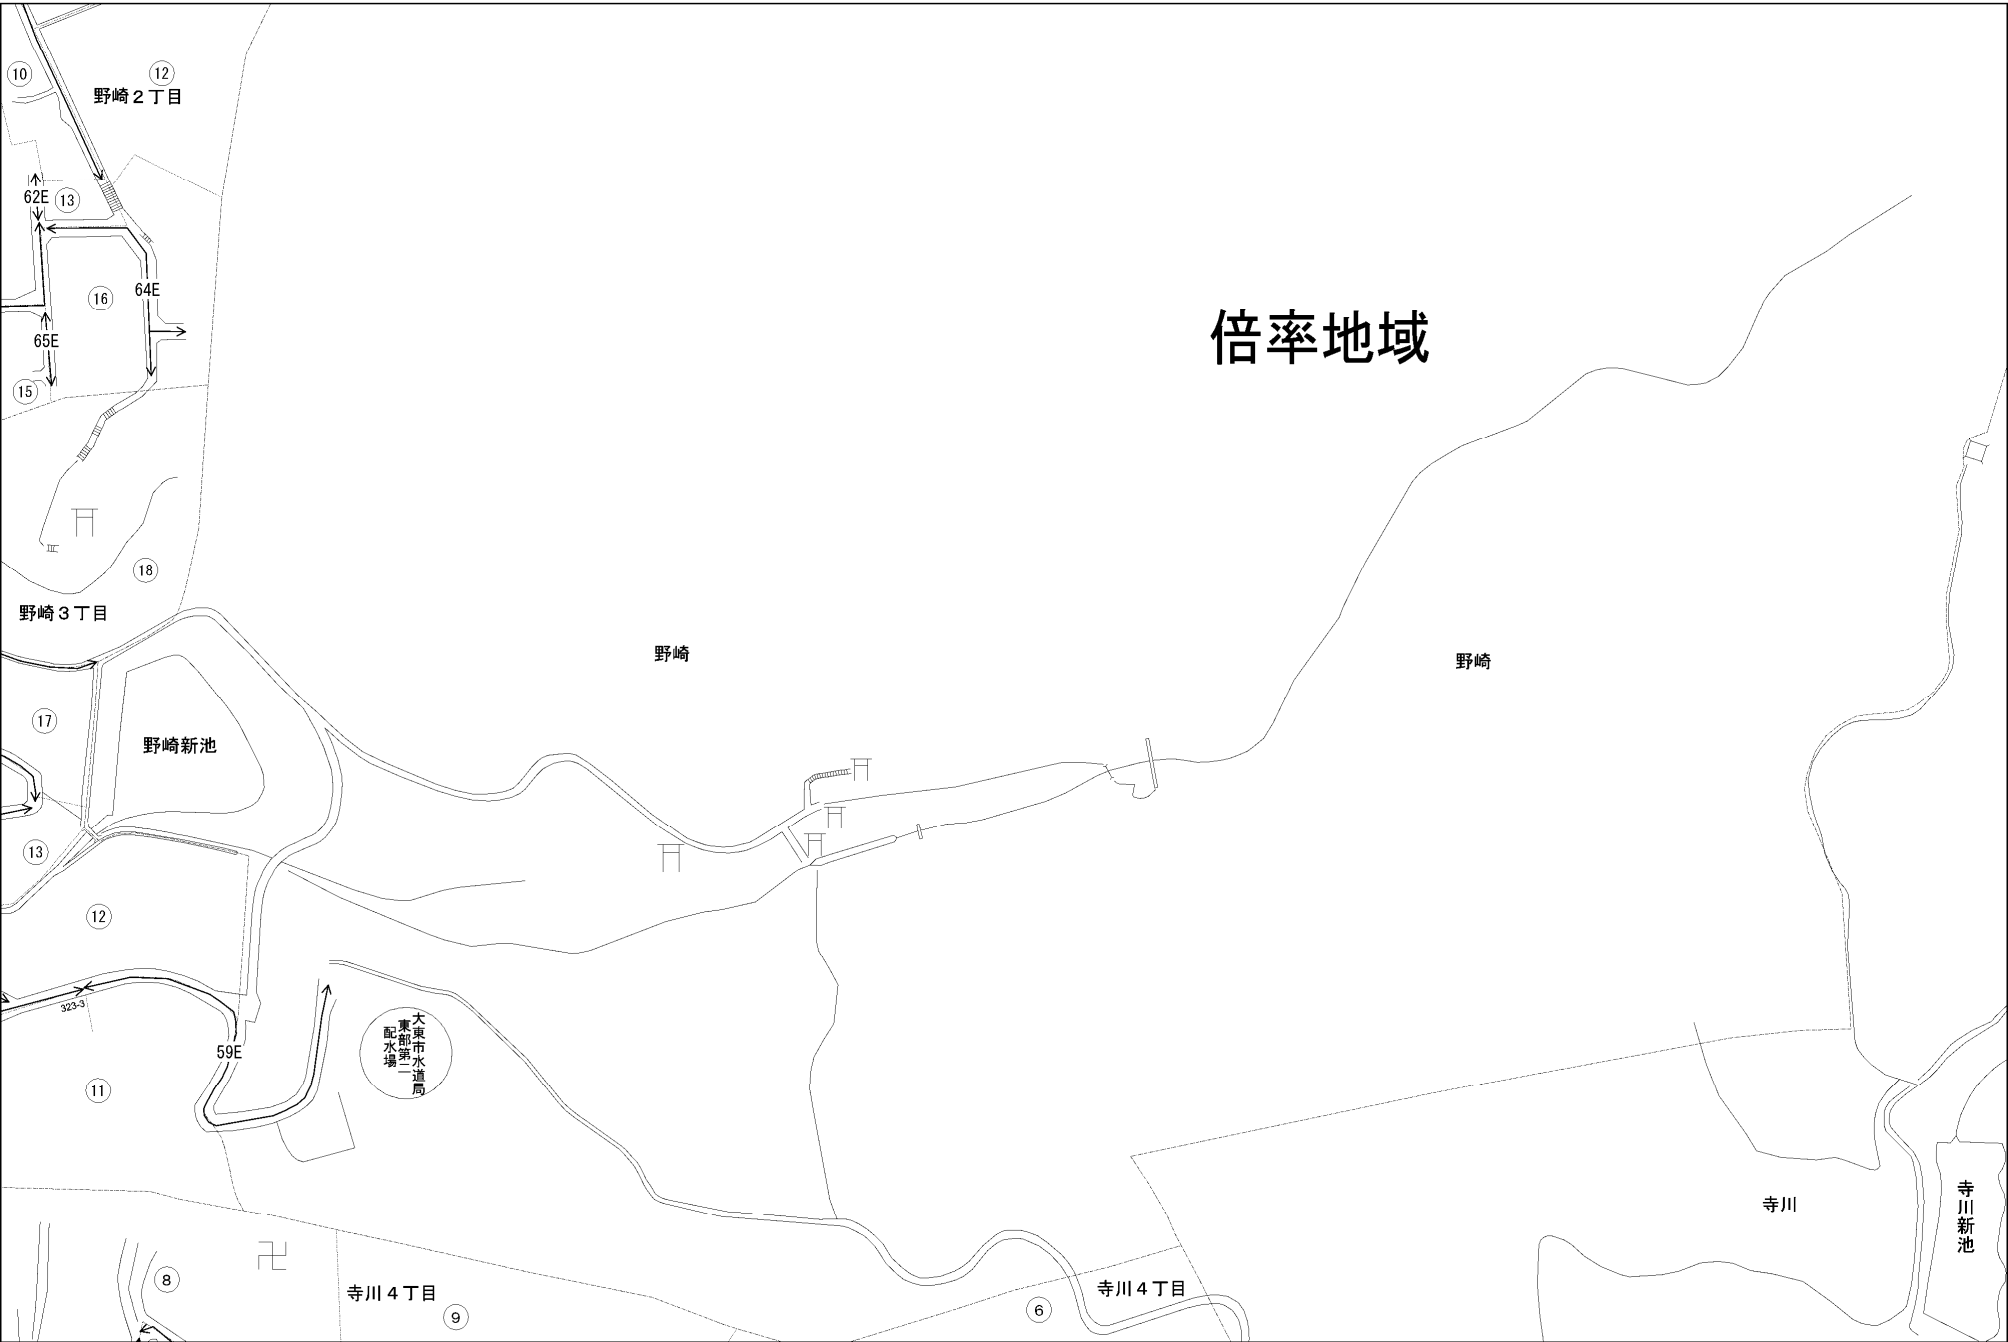 ⑩
⑫
野崎２丁目
62E
⑬
64E
⑯
倍率地域
65E
⑮
⑱
野崎３丁目
野崎
野崎
⑰
野崎新池
⑬
⑫
323-3
大東市水道局
東部第二
配水場
59E
⑪
寺川
寺川新池
⑧
寺川４丁目
寺川４丁目
⑨
⑥